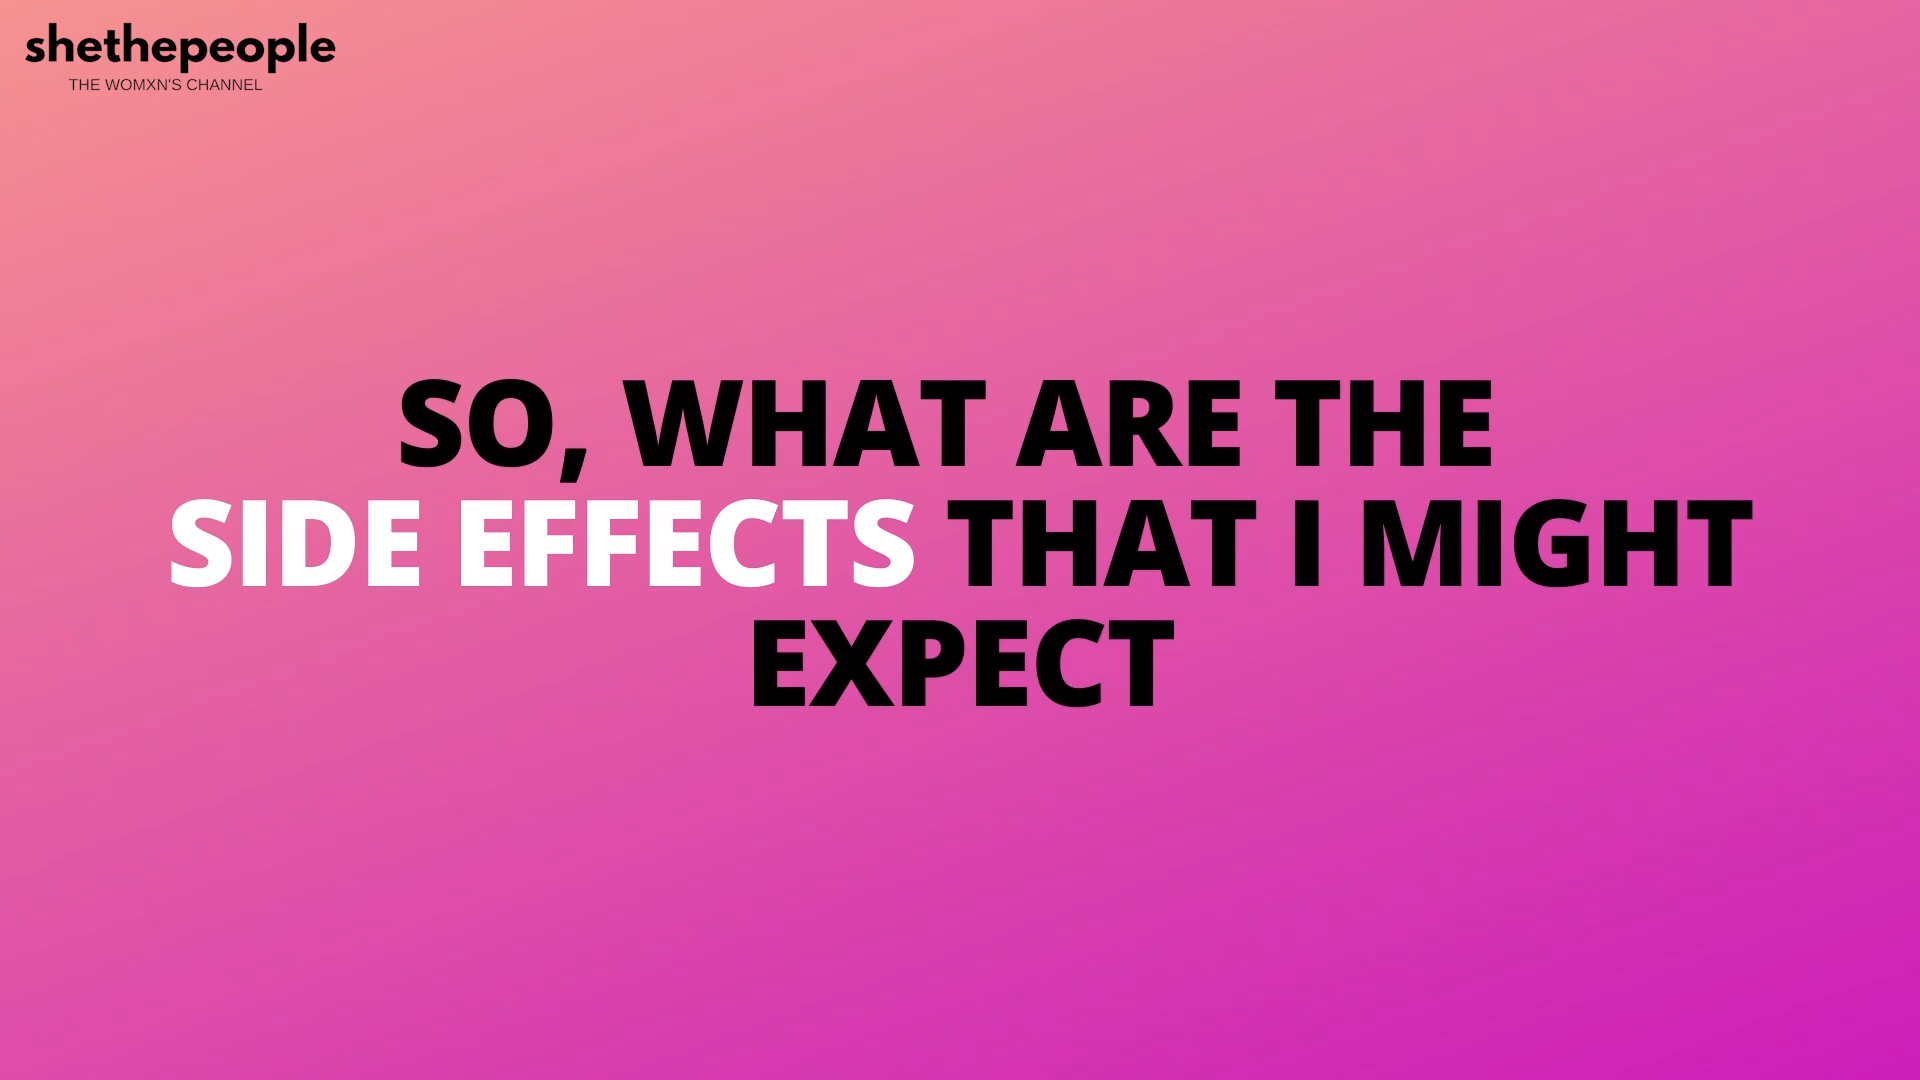 shethepeople
THE WOMXN'S CHANNEL
SO, WHAT ARE THE
SIDE EFFECTS THAT I MIGHT
EXPECT